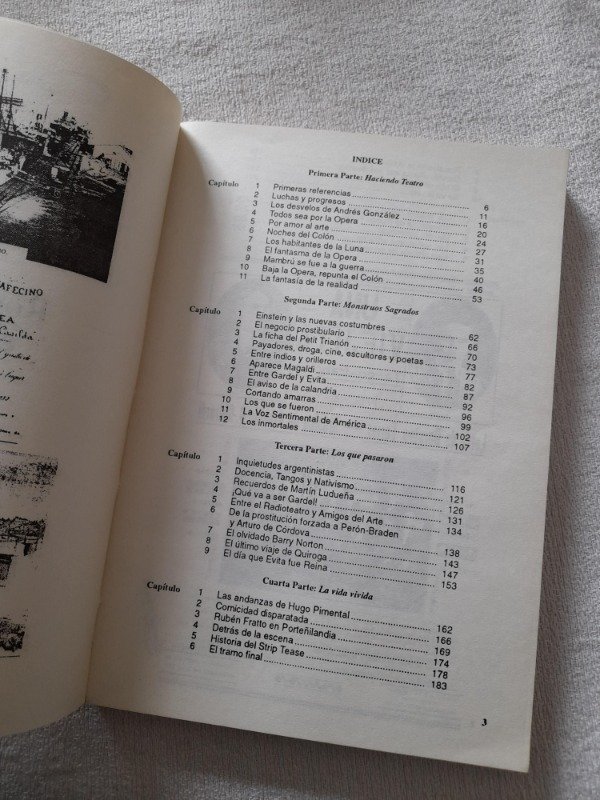 AFECINO
INDICE
Primera Parte: Haciendo Teatro
Capítulo 1 Primeras referencias 6
2 Luchas y progresos 11
3 Los desvelos de Andrés González 16
4 Todos sea por la Opera 20
5 Por amor al arte 24
6 Noches del Colón 27
7 Los habitantes de la Luna 31
8 El fantasma de la Opera 35
9 Mambrú se fue a la guerra 40
10 Baja la Opera, repunta el Colón 46
11 La fantasía de la realidad 53
Segunda Parte: Monstruos Sagrados
Capítulo 1 Einstein y las nuevas costumbres 62
2 El negocio prostibulario 66
3 La ficha del Petit Trianón 70
4 Payadores, droga, cine, escultores y poetas 73
5 Entre indios y orilleros 77
6 Aparece Magaldi 82
7 Entre Gardel y Evita 87
8 El aviso de la calandria 92
9 Cortando amarras 96
10 Los que se fueron 99
11 La Voz Sentimental de América 102
12 Los inmortales 107
Tercera Parte: Los que pasaron
Capítulo 1 Inquietudes argentinistas 116
2 Docencia, Tangos y Nativismo 121
3 Recuerdos de Martín Ludueña 126
4 ¡Qué va a ser Gardel! 131
5 Entre el Radioteatro y Amigos del Arte 134
6 De la prostitución forzada a Perón-Braden
y Arturo de Córdova 138
7 El olvidado Barry Norton 143
8 El último viaje de Quiroga 147
9 El día que Evita fue Reina 153
Cuarta Parte: La vida vivida
Capítulo 1 Las andanzas de Hugo Pimental 162
2 Comicidad disparatada 166
3 Rubén Fratto en Porteñilandia 169
4 Detrás de la escena 174
5 Historia del Strip Tease 178
6 El tramo final 183
3